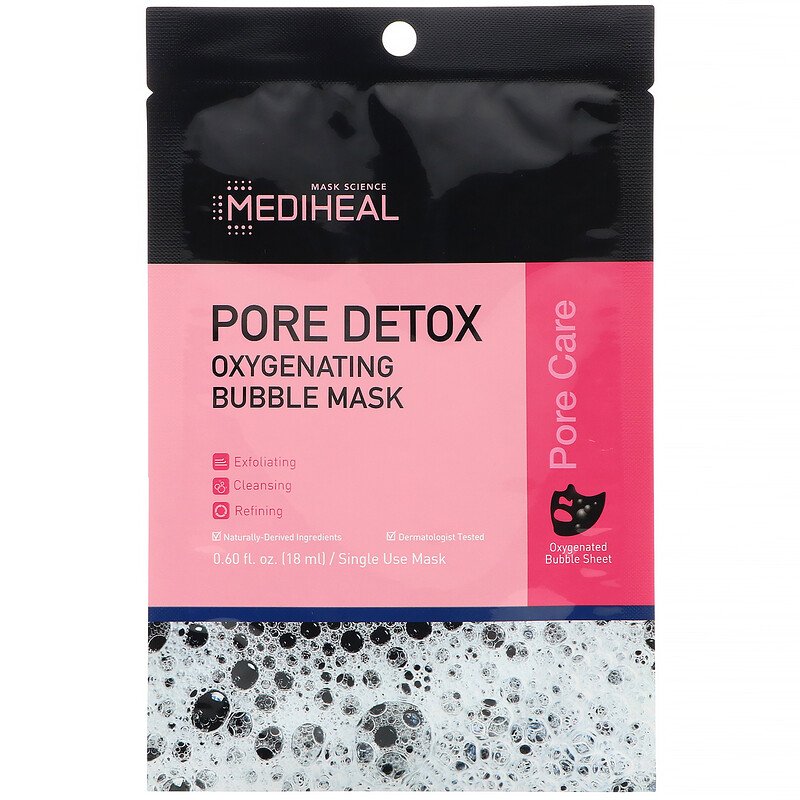 MASK SCIENCE
MEDIHEAL
PORE DETOX
OXYGENATING
BUBBLE MASK
Exfoliating
Cleansing
Refining
Naturally-Derived Ingredients
Dermatologist Tested
0.60 fl. oz. (18 ml) / Single Use Mask
Pore Care
Oxygenated
Bubble Sheet